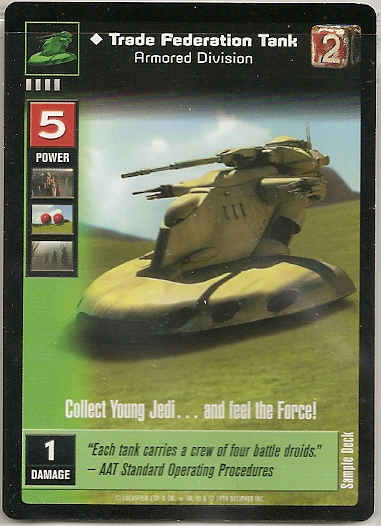 ◆ Trade Federation Tank
Armored Division
2
5
POWER
Collect Young Jedi . . . and feel the Force!
1
DAMAGE
"Each tank carries a crew of four battle droids."
– AAT Standard Operating Procedures
Sample Deck